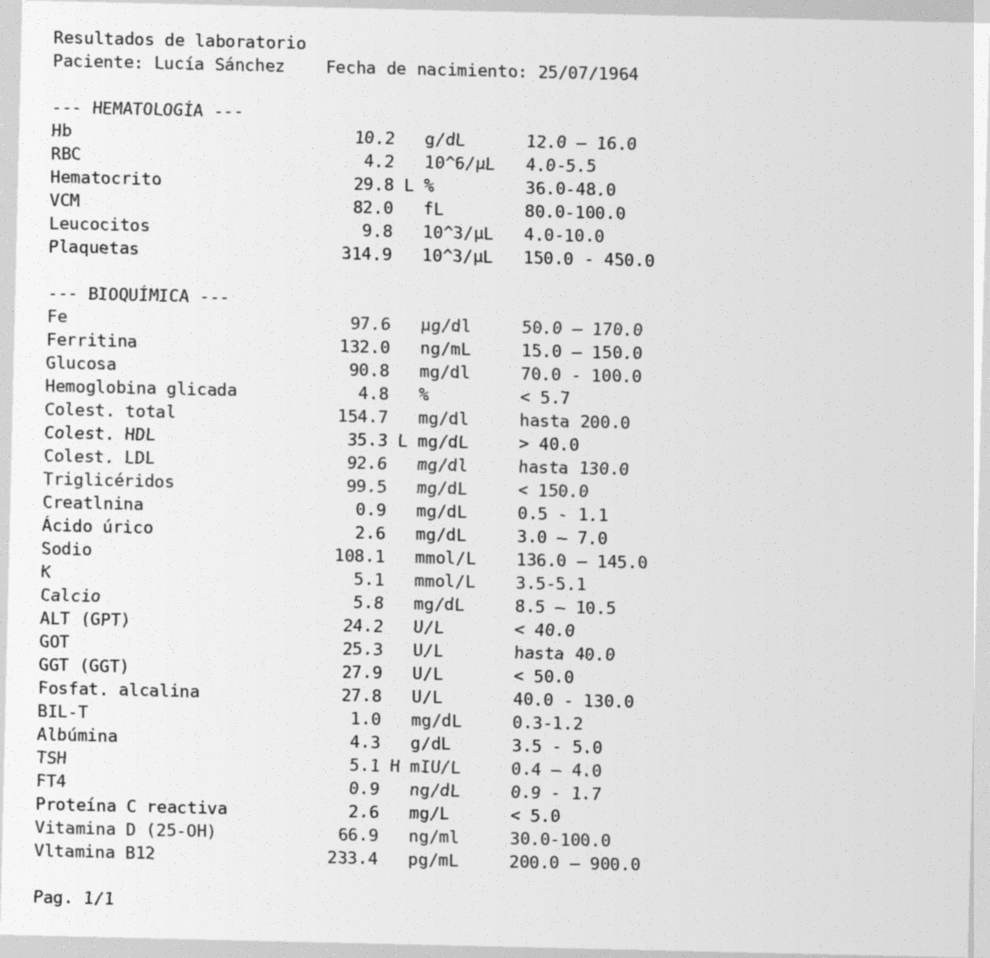 Resultados de laboratorio
Paciente: Lucía Sánchez    Fecha de nacimiento: 25/07/1964
--- HEMATOLOGÍA ---
Hb 10.2 g/dL 12.0 – 16.0
RBC 4.2 10^6/µL 4.0-5.5
Hematocrito 29.8 L % 36.0-48.0
VCM 82.0 fL 80.0-100.0
Leucocitos 9.8 10^3/µL 4.0-10.0
Plaquetas 314.9 10^3/µL 150.0 - 450.0
--- BIOQUÍMICA ---
Fe 97.6 µg/dl 50.0 – 170.0
Ferritina 132.0 ng/mL 15.0 – 150.0
Glucosa 90.8 mg/dl 70.0 - 100.0
Hemoglobina glicada 4.8 % < 5.7
Colest. total 154.7 mg/dl hasta 200.0
Colest. HDL 35.3 L mg/dL > 40.0
Colest. LDL 92.6 mg/dl hasta 130.0
Triglicéridos 99.5 mg/dL < 150.0
Creatlnina 0.9 mg/dL 0.5 - 1.1
Ácido úrico 2.6 mg/dL 3.0 – 7.0
Sodio 108.1 mmol/L 136.0 – 145.0
K 5.1 mmol/L 3.5-5.1
Calcio 5.8 mg/dL 8.5 – 10.5
ALT (GPT) 24.2 U/L < 40.0
GOT 25.3 U/L hasta 40.0
GGT (GGT) 27.9 U/L < 50.0
Fosfat. alcalina 27.8 U/L 40.0 - 130.0
BIL-T 1.0 mg/dL 0.3-1.2
Albúmina 4.3 g/dL 3.5 - 5.0
TSH 5.1 H mIU/L 0.4 – 4.0
FT4 0.9 ng/dL 0.9 - 1.7
Proteína C reactiva 2.6 mg/L < 5.0
Vitamina D (25-OH) 66.9 ng/ml 30.0-100.0
Vltamina B12 233.4 pg/mL 200.0 – 900.0
Pag. 1/1